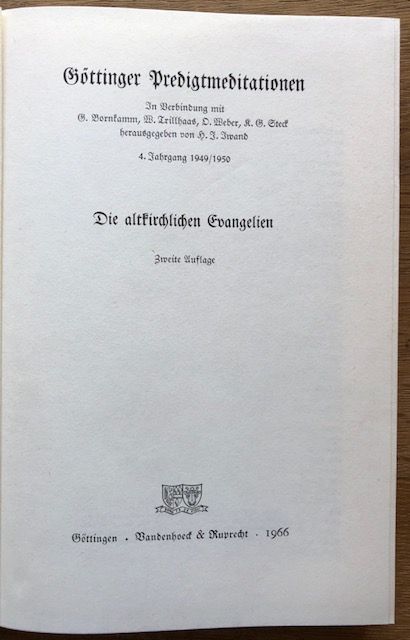 Göttinger Predigtmeditationen
In Verbindung mit
G. Bornkamm, W. Trillhaas, O. Weber, K. G. Steck
herausgegeben von H. J. Iwand
4. Jahrgang 1949/1950
Die altkirchlichen Evangelien
Zweite Auflage
Göttingen · Vandenhoeck & Ruprecht · 1966